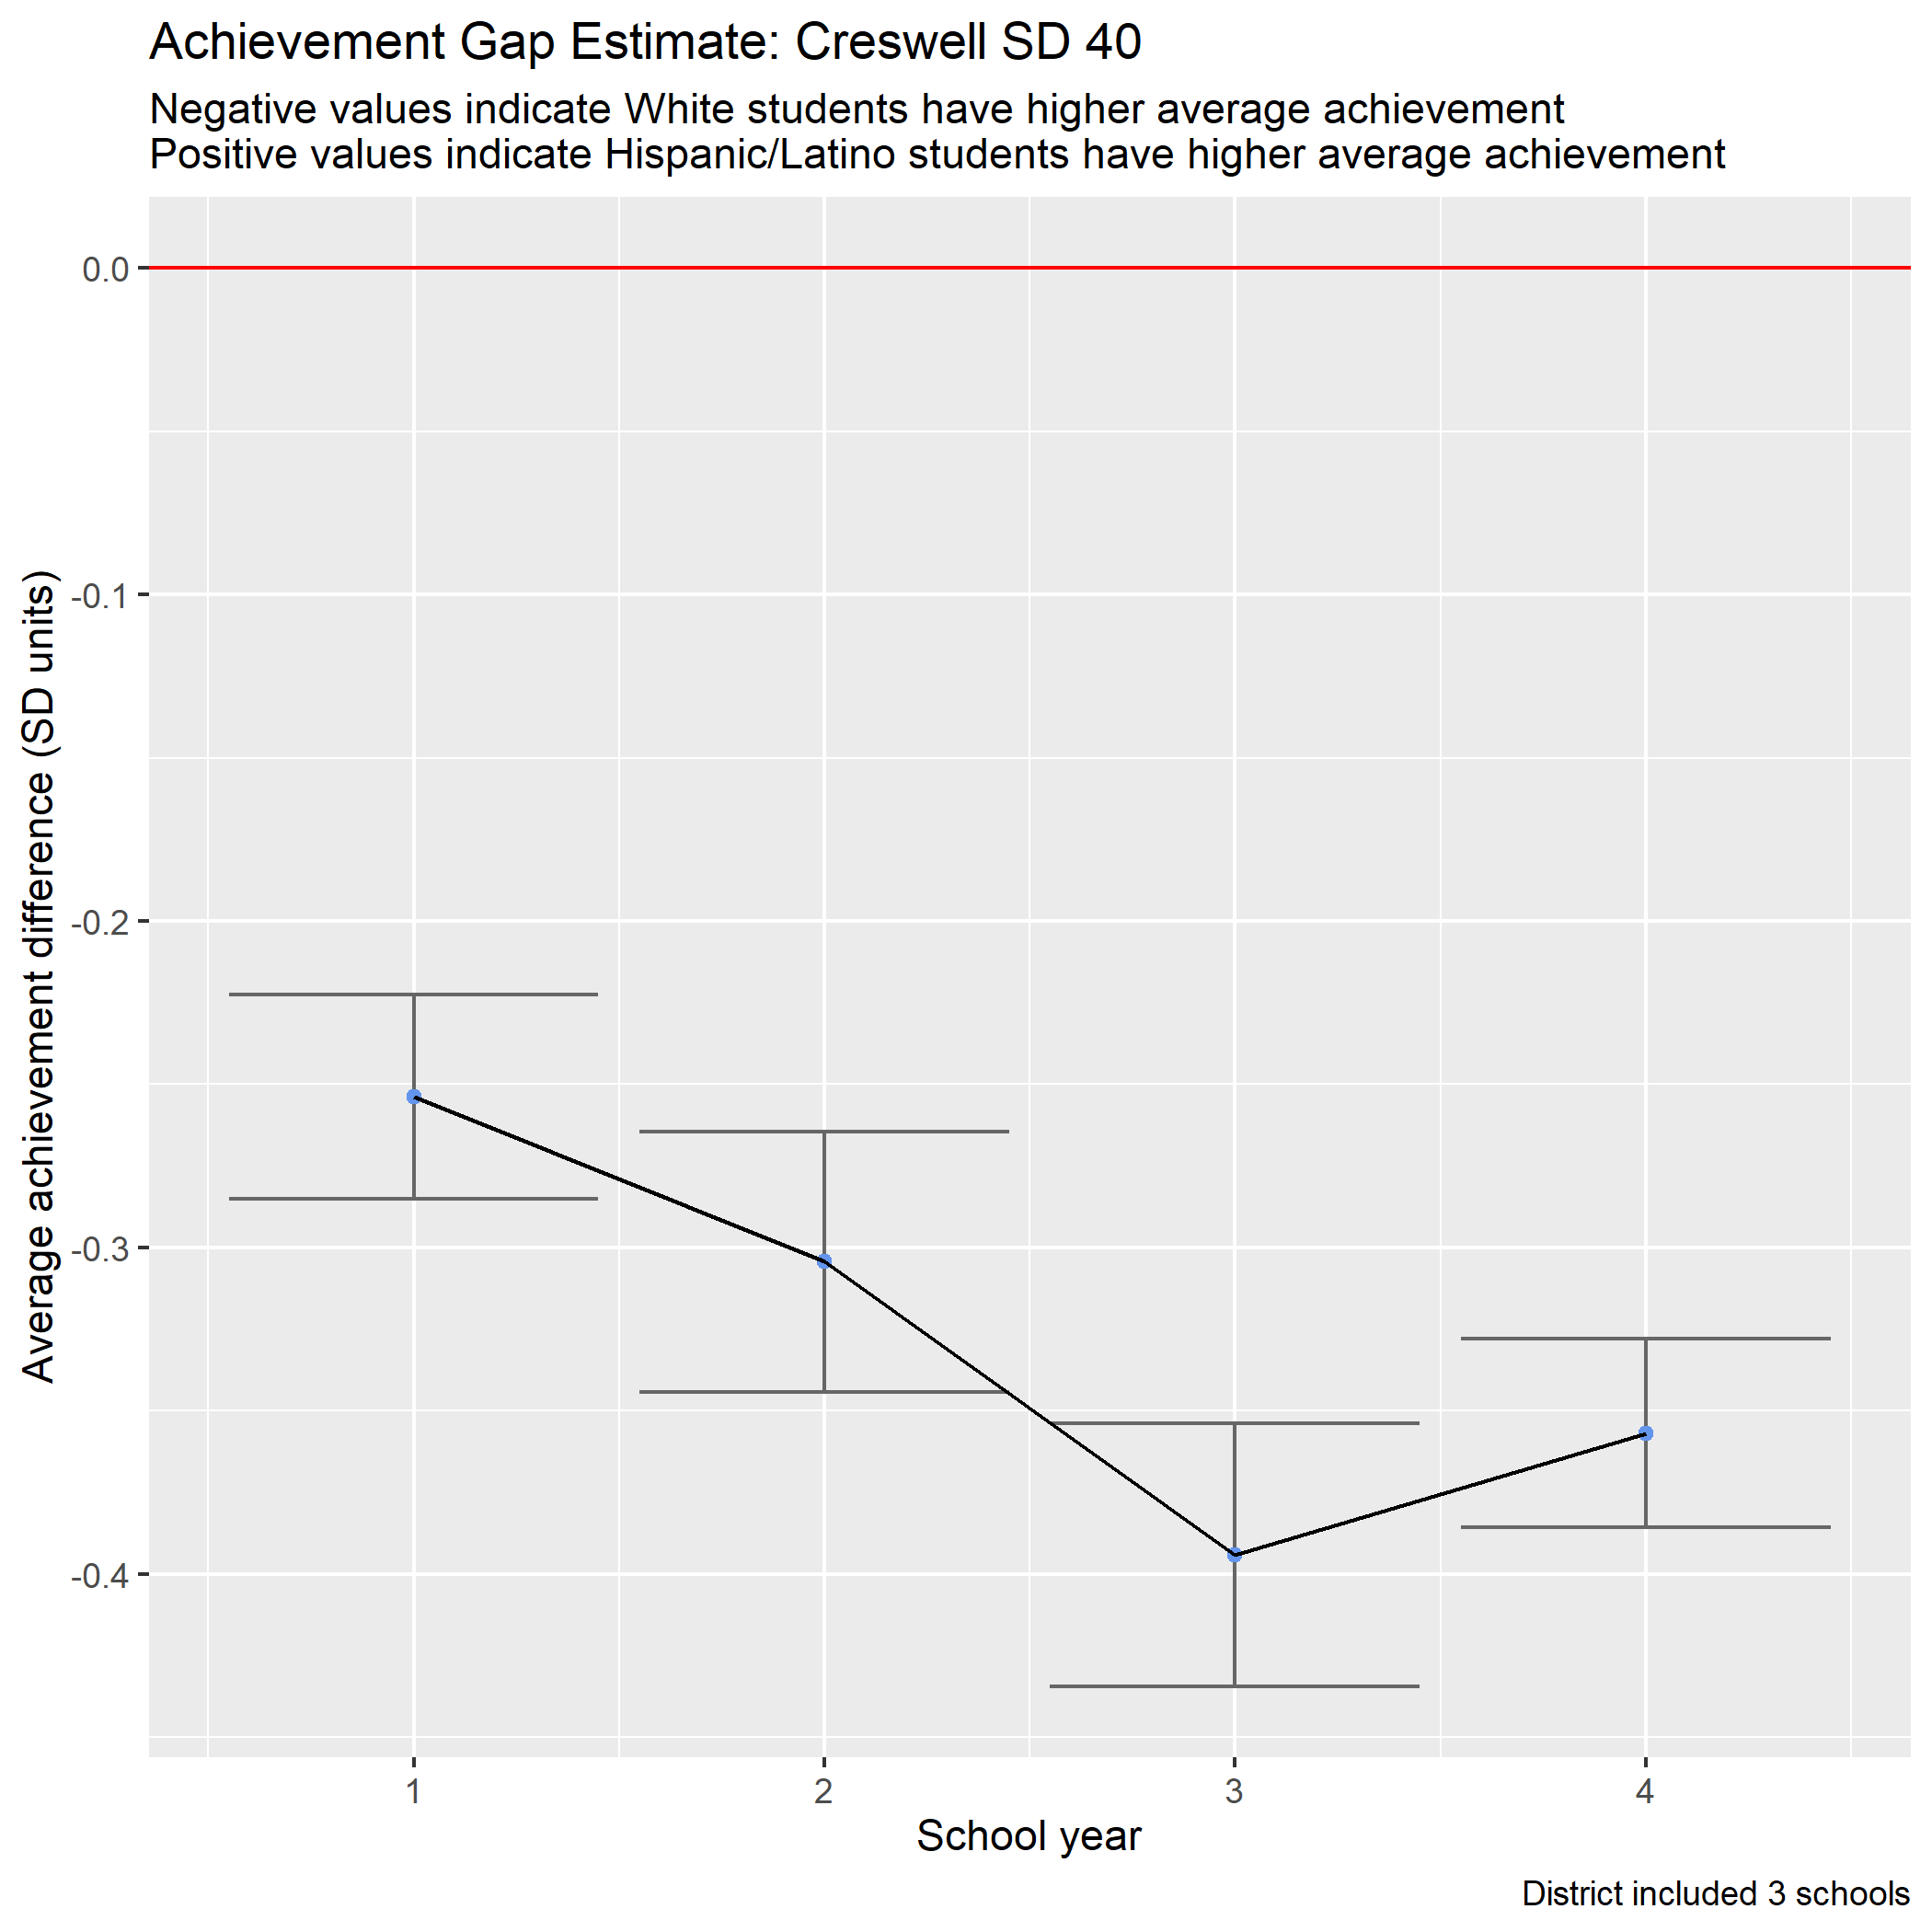 Achievement Gap Estimate: Creswell SD 40
Negative values indicate White students have higher average achievement
Positive values indicate Hispanic/Latino students have higher average achievement
Average achievement difference (SD units)
0.0
-0.1
-0.2
-0.3
-0.4
1
2
3
4
School year
District included 3 schools